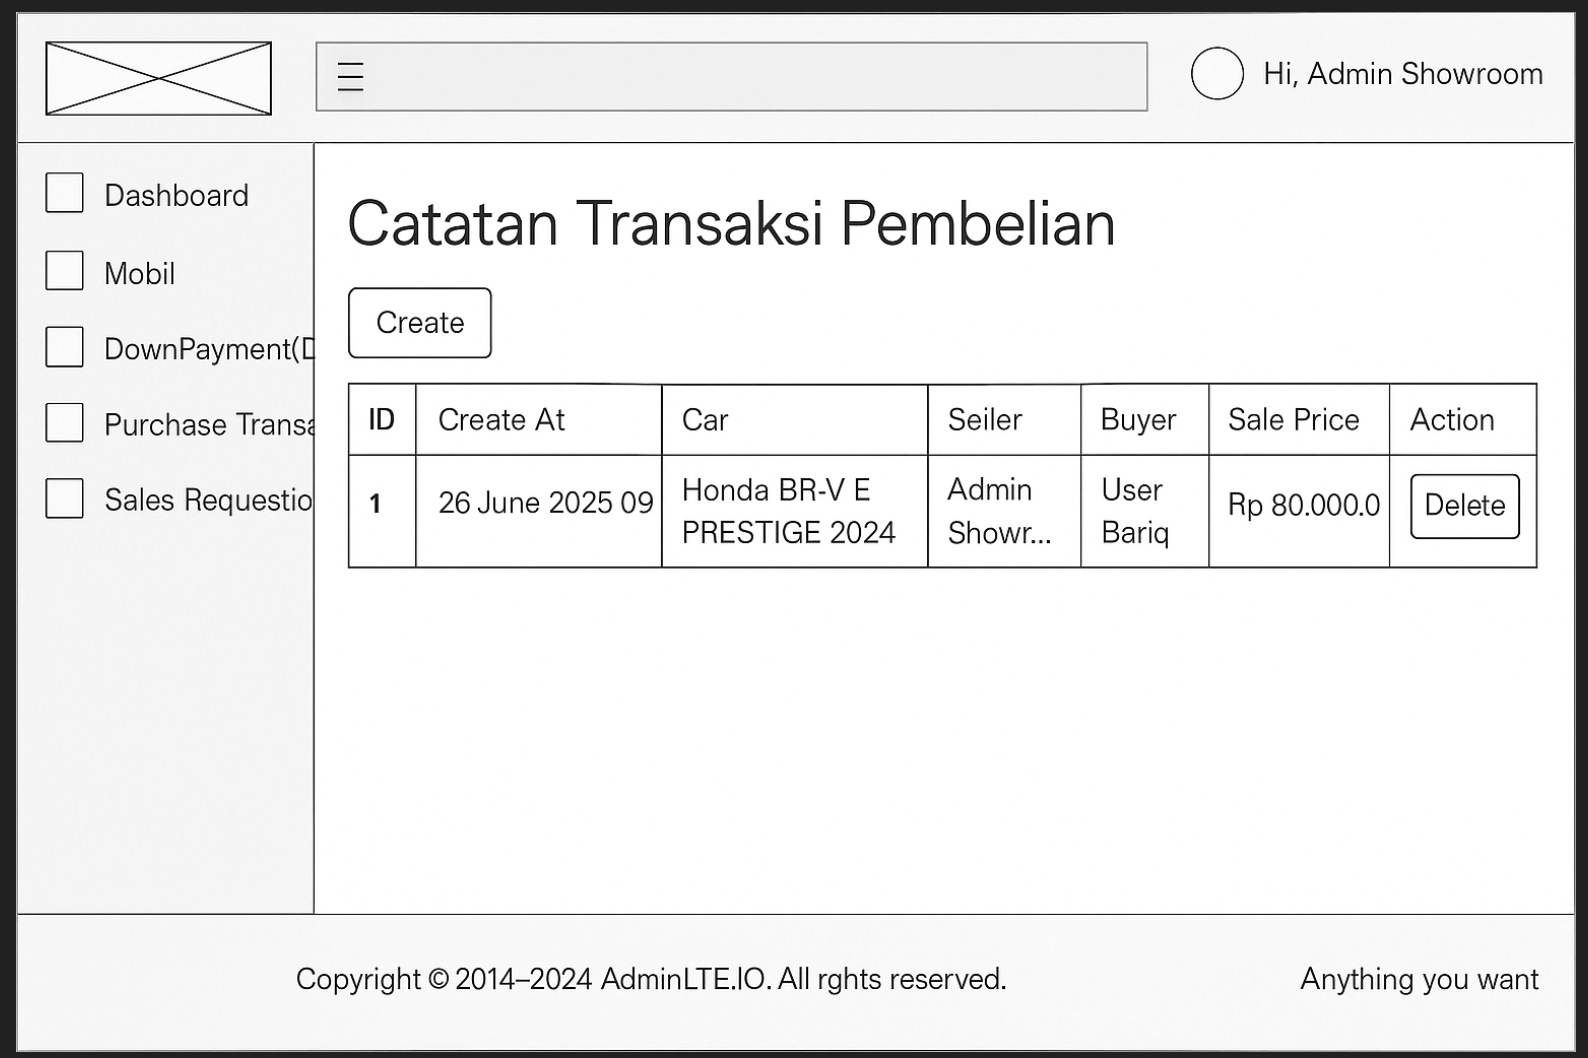 Hi, Admin Showroom
Dashboard
Mobil
DownPayment(D
Purchase Transa
Sales Requestio
Catatan Transaksi Pembelian
Create
ID Create At Car Seiler Buyer Sale Price Action
1 26 June 2025 09 Honda BR-V E PRESTIGE 2024 Admin Showr... User Bariq Rp 80.000.0 Delete
Copyright © 2014–2024 AdminLTE.IO. All rghts reserved.
Anything you want